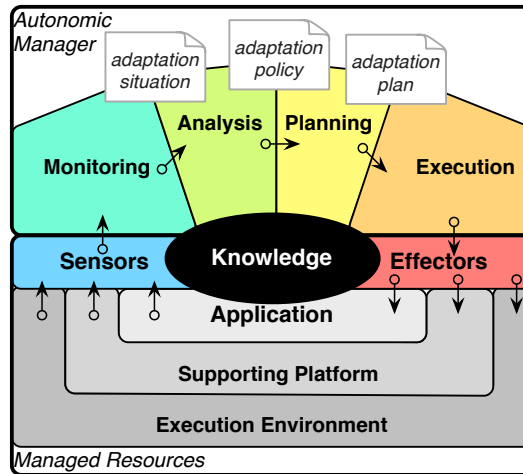 Autonomic
Manager
adaptation
situation
adaptation
policy
adaptation
plan
Analysis
Planning
Monitoring
Execution
Sensors
Knowledge
Effectors
Application
Supporting Platform
Execution Environment
Managed Resources